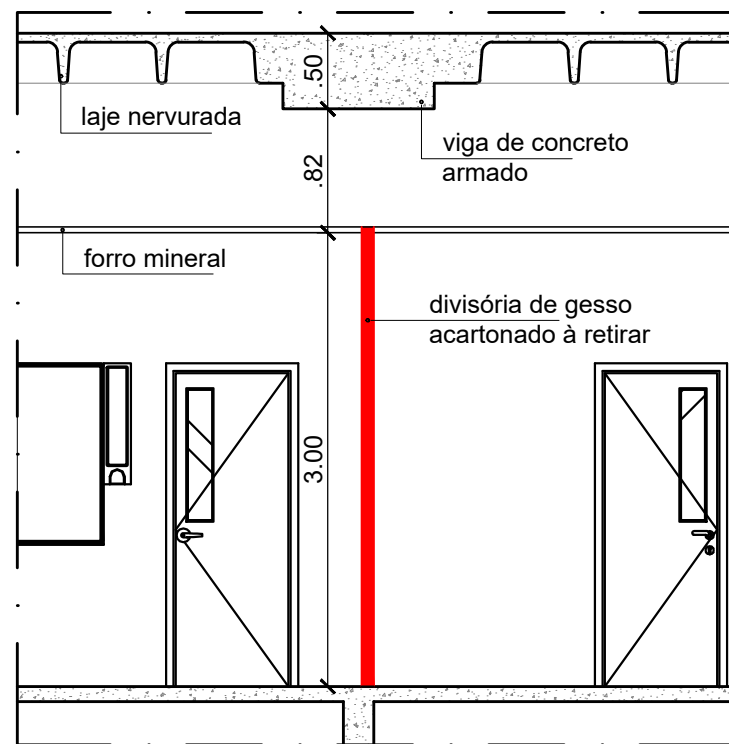 .50
laje nervurada
viga de concreto
armado
.82
forro mineral
divisória de gesso
acartonado à retirar
3.00